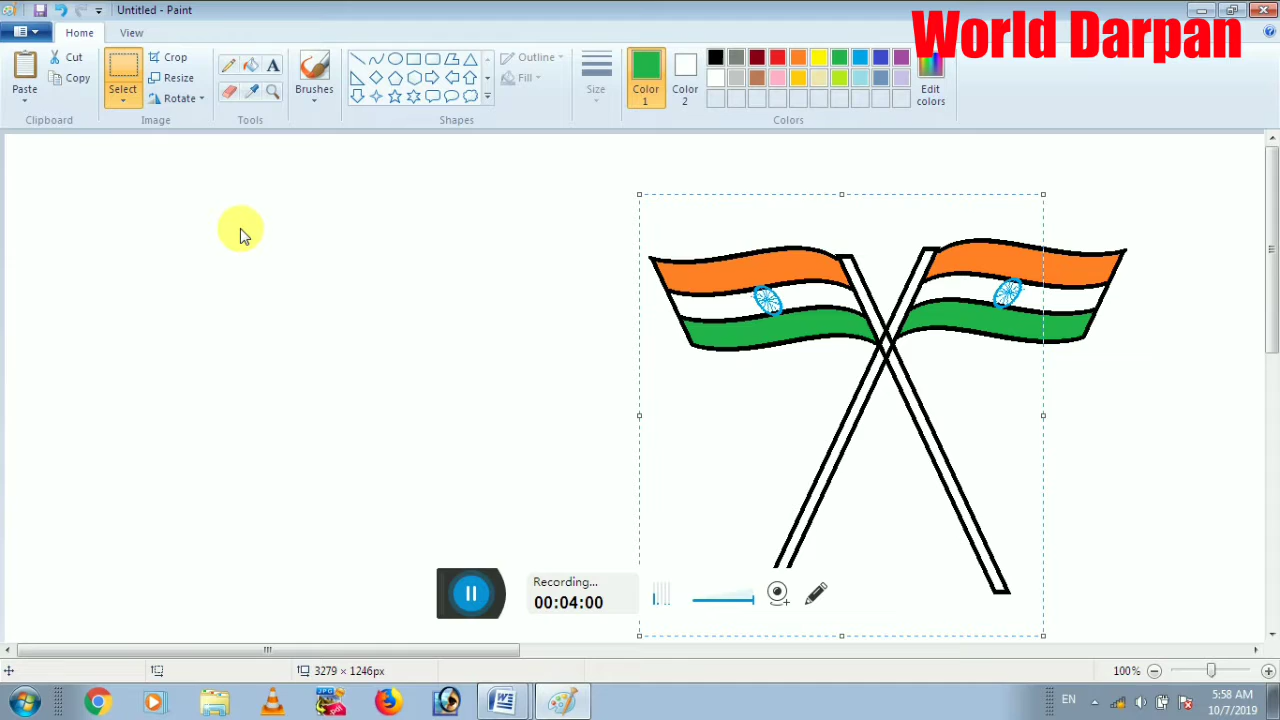 Untitled - Paint
World Darpan
Home
View
Paste
Cut
Copy
Clipboard
Select
Crop
Resize
Rotate
Image
Tools
Brushes
Shapes
Outline
Fill
Size
Color
1
Color
2
Edit
colors
Colors
Recording...
00:04:00
3279 × 1246px
100%
JPG
EN
5:58 AM
10/7/2019